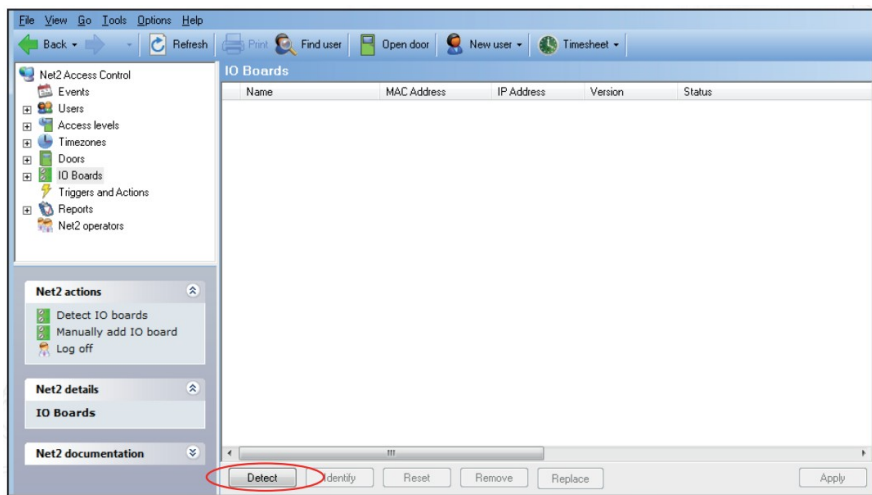 File View Go Tools Options Help
Back Refresh Print Find user Open door New user Timesheet
Net2 Access Control
Events
Users
Access levels
Timezones
Doors
IO Boards
Triggers and Actions
Reports
Net2 operators
Net2 actions
Detect IO boards
Manually add IO board
Log off
Net2 details
IO Boards
Net2 documentation
IO Boards
Name MAC Address IP Address Version Status
Detect Identify Reset Remove Replace Apply